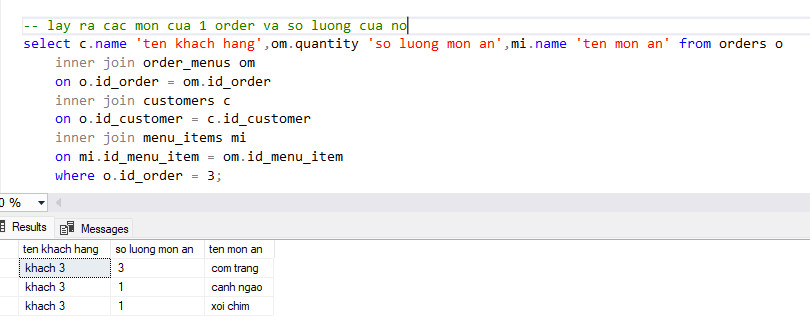 -- lay ra cac mon cua 1 order va so luong cua no
select c.name 'ten khach hang',om.quantity 'so luong mon an',mi.name 'ten mon an' from orders o
inner join order_menus om
on o.id_order = om.id_order
inner join customers c
on o.id_customer = c.id_customer
inner join menu_items mi
on mi.id_menu_item = om.id_menu_item
where o.id_order = 3;
0 %
Results Messages
ten khach hang so luong mon an ten mon an
khach 3 3 com trang
khach 3 1 canh ngao
khach 3 1 xoi chim